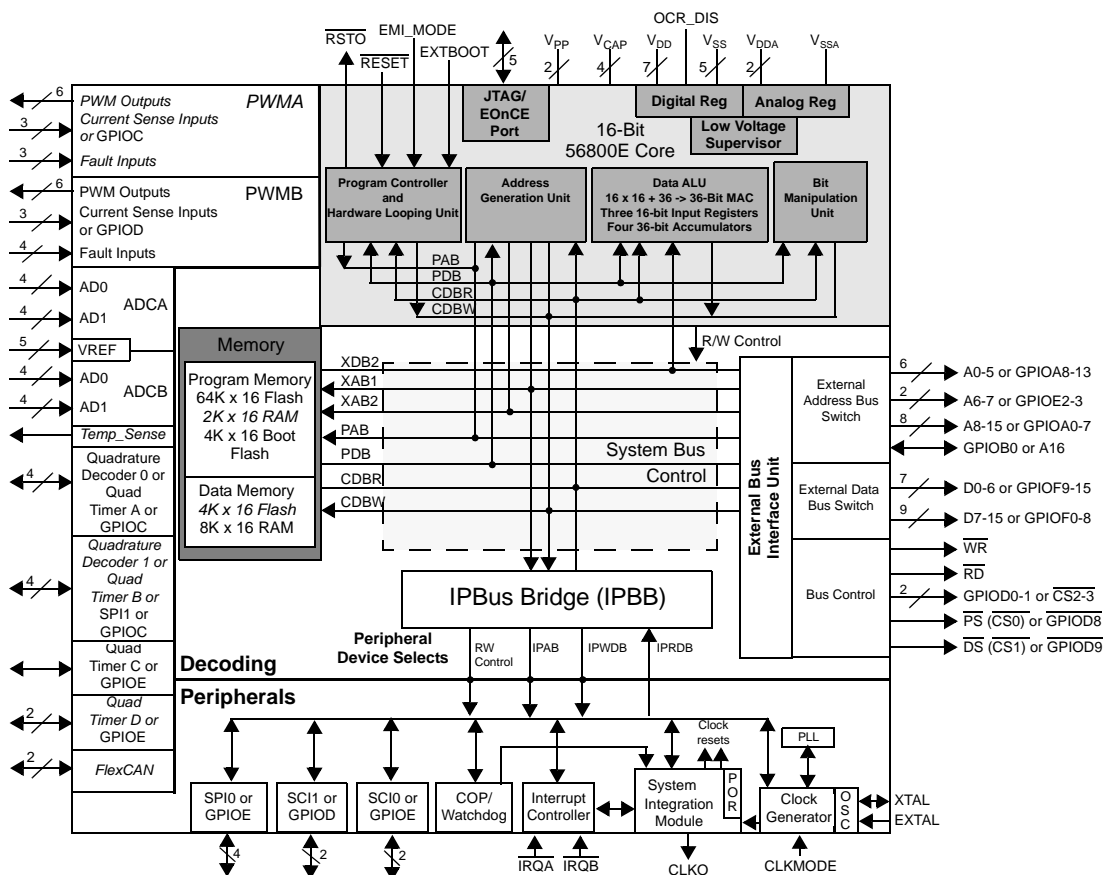 OCR_DIS
EMI_MODE
RSTO
EXTBOOT
RESET
5
VPP
2
VCAP
4
VDD
7
VSS
5
VDDA
2
VSSA
6
PWM Outputs
PWMA
Current Sense Inputs
3
or GPIOC
3
Fault Inputs
6
PWM Outputs
PWMB
3
Current Sense Inputs
or GPIOD
4
Fault Inputs
4
AD0
ADCA
4
AD1
5
VREF
4
AD0
ADCB
4
AD1
Temp_Sense
4
Quadrature
Decoder 0 or
Quad
Timer A or
GPIOC
4
Quadrature
Decoder 1 or
Quad
Timer B or
SPI1 or
GPIOC
Quad
Timer C or
GPIOE
2
Quad
Timer D or
GPIOE
2
FlexCAN
JTAG/
EOnCE
Port
Digital Reg
Analog Reg
Low Voltage
Supervisor
16-Bit
56800E Core
Program Controller
and
Hardware Looping Unit
Address
Generation Unit
Data ALU
16 x 16 + 36 -> 36-Bit MAC
Three 16-bit Input Registers
Four 36-bit Accumulators
Bit
Manipulation
Unit
PAB
PDB
CDBR
CDBW
R/W Control
Memory
Program Memory
64K x 16 Flash
2K x 16 RAM
4K x 16 Boot
Flash
Data Memory
4K x 16 Flash
8K x 16 RAM
XDB2
XAB1
XAB2
PAB
PDB
CDBR
CDBW
System Bus
Control
External Bus
Interface Unit
External
Address Bus
Switch
External Data
Bus Switch
Bus Control
6
A0-5 or GPIOA8-13
2
A6-7 or GPIOE2-3
8
A8-15 or GPIOA0-7
GPIOB0 or A16
7
D0-6 or GPIOF9-15
9
D7-15 or GPIOF0-8
WR
RD
2
GPIOD0-1 or CS2-3
PS (CS0) or GPIOD8
DS (CS1) or GPIOD9
IPBus Bridge (IPBB)
Peripheral
Device Selects
RW
Control
IPAB
IPWDB
IPRDB
Decoding
Peripherals
Clock
resets
PLL
SPI0 or
GPIOE
SCI1 or
GPIOD
SCI0 or
GPIOE
COP/
Watchdog
Interrupt
Controller
System
Integration
Module
POR
Clock
Generator
OSC
XTAL
EXTAL
4
2
2
IRQA
IRQB
CLKO
CLKMODE